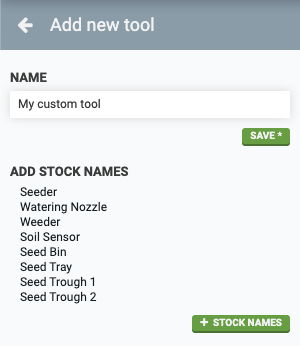 Add new tool
NAME
My custom tool
SAVE *
ADD STOCK NAMES
Seeder
Watering Nozzle
Weeder
Soil Sensor
Seed Bin
Seed Tray
Seed Trough 1
Seed Trough 2
+ STOCK NAMES